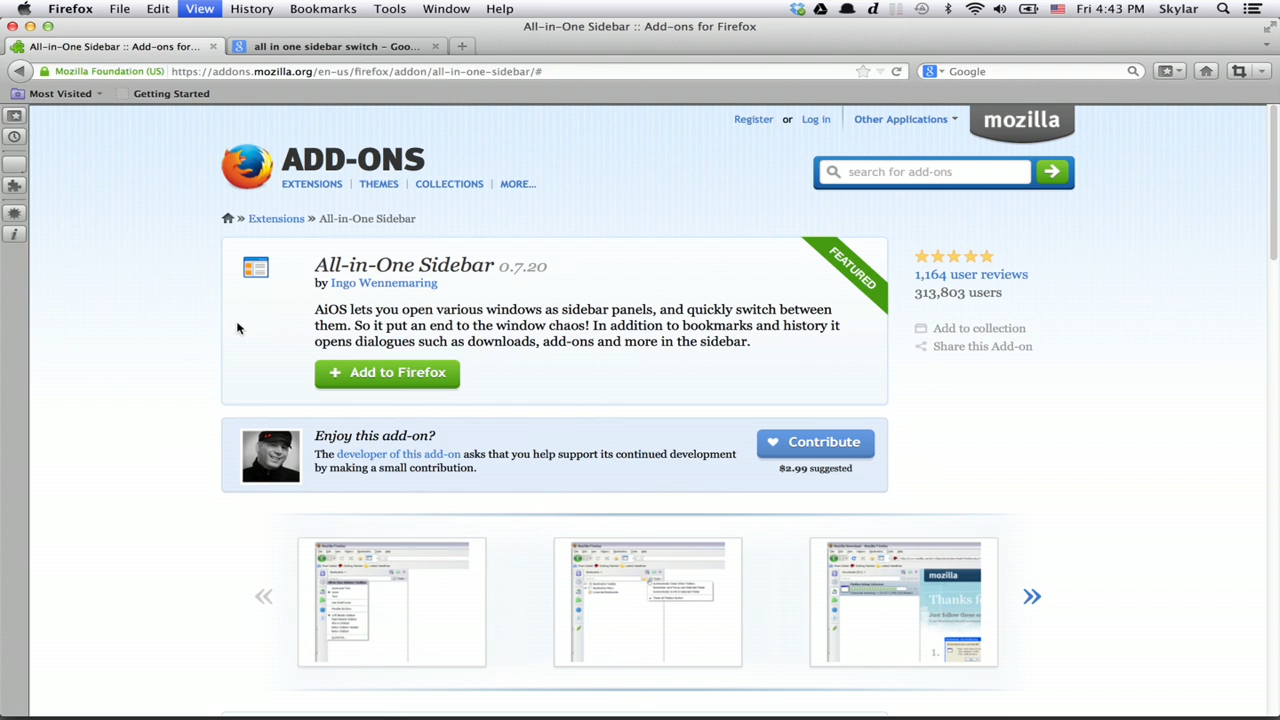 Firefox File Edit View History Bookmarks Tools Window Help Fri 4:43 PM Skylar
All-in-One Sidebar :: Add-ons for Firefox
All-in-One Sidebar :: Add-ons for...
all in one sidebar switch – Goo...
Mozilla Foundation (US) https://addons.mozilla.org/en-us/firefox/addon/all-in-one-sidebar/#
Google
Most Visited Getting Started
Register or Log in Other Applications mozilla
ADD-ONS
search for add-ons
EXTENSIONS | THEMES | COLLECTIONS | MORE...
» Extensions » All-in-One Sidebar
FEATURED
All-in-One Sidebar 0.7.20
by Ingo Wennemaring
AiOS lets you open various windows as sidebar panels, and quickly switch between
them. So it put an end to the window chaos! In addition to bookmarks and history it
opens dialogues such as downloads, add-ons and more in the sidebar.
+ Add to Firefox
1,164 user reviews
313,803 users
Add to collection
Share this Add-on
Enjoy this add-on?
The developer of this add-on asks that you help support its continued development
by making a small contribution.
Contribute
$2.99 suggested
mozilla
Thanks f
1.